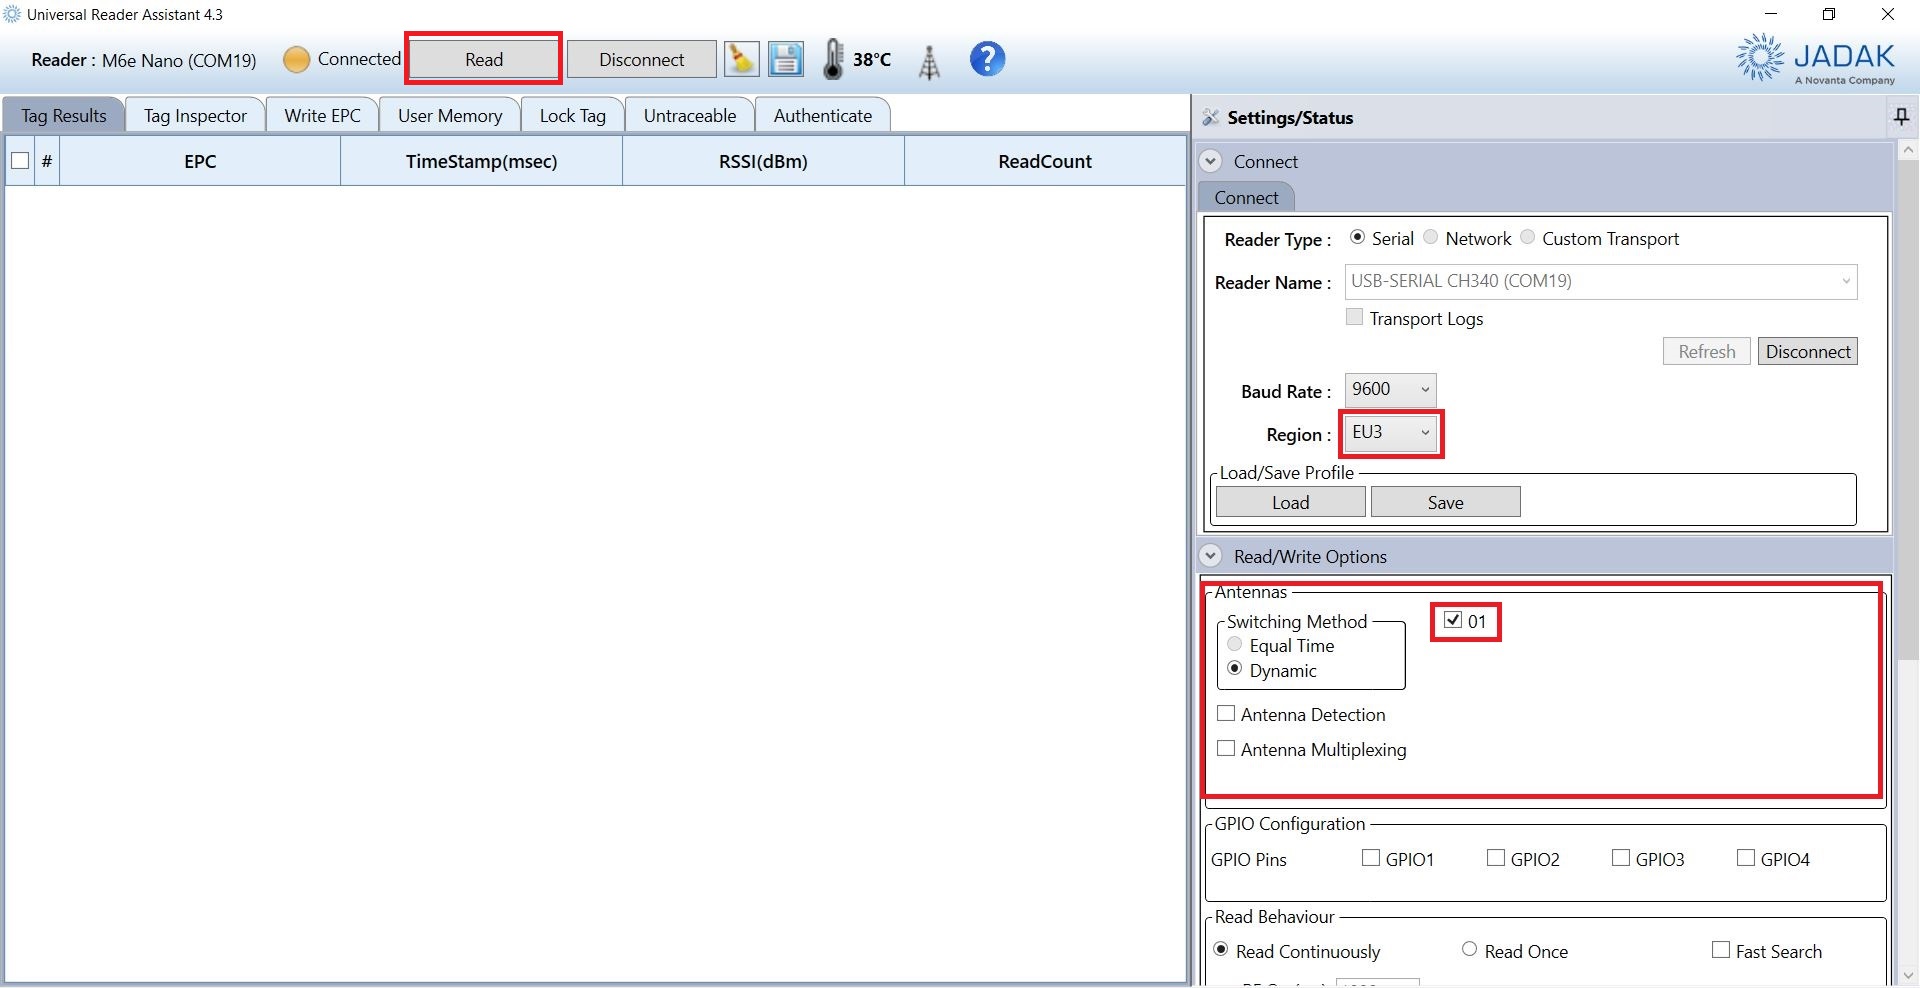 Universal Reader Assistant 4.3
Reader : M6e Nano (COM19) Connected Read Disconnect 38°C ? JADAK
A Novanta Company
Tag Results Tag Inspector Write EPC User Memory Lock Tag Untraceable Authenticate
# EPC TimeStamp(msec) RSSI(dBm) ReadCount
Settings/Status
Connect
Connect
Reader Type : Serial Network Custom Transport
Reader Name : USB-SERIAL CH340 (COM19)
Transport Logs
Refresh Disconnect
Baud Rate : 9600
Region : EU3
Load/Save Profile
Load Save
Read/Write Options
Antennas
Switching Method 01
Equal Time
Dynamic
Antenna Detection
Antenna Multiplexing
GPIO Configuration
GPIO Pins GPIO1 GPIO2 GPIO3 GPIO4
Read Behaviour
Read Continuously Read Once Fast Search